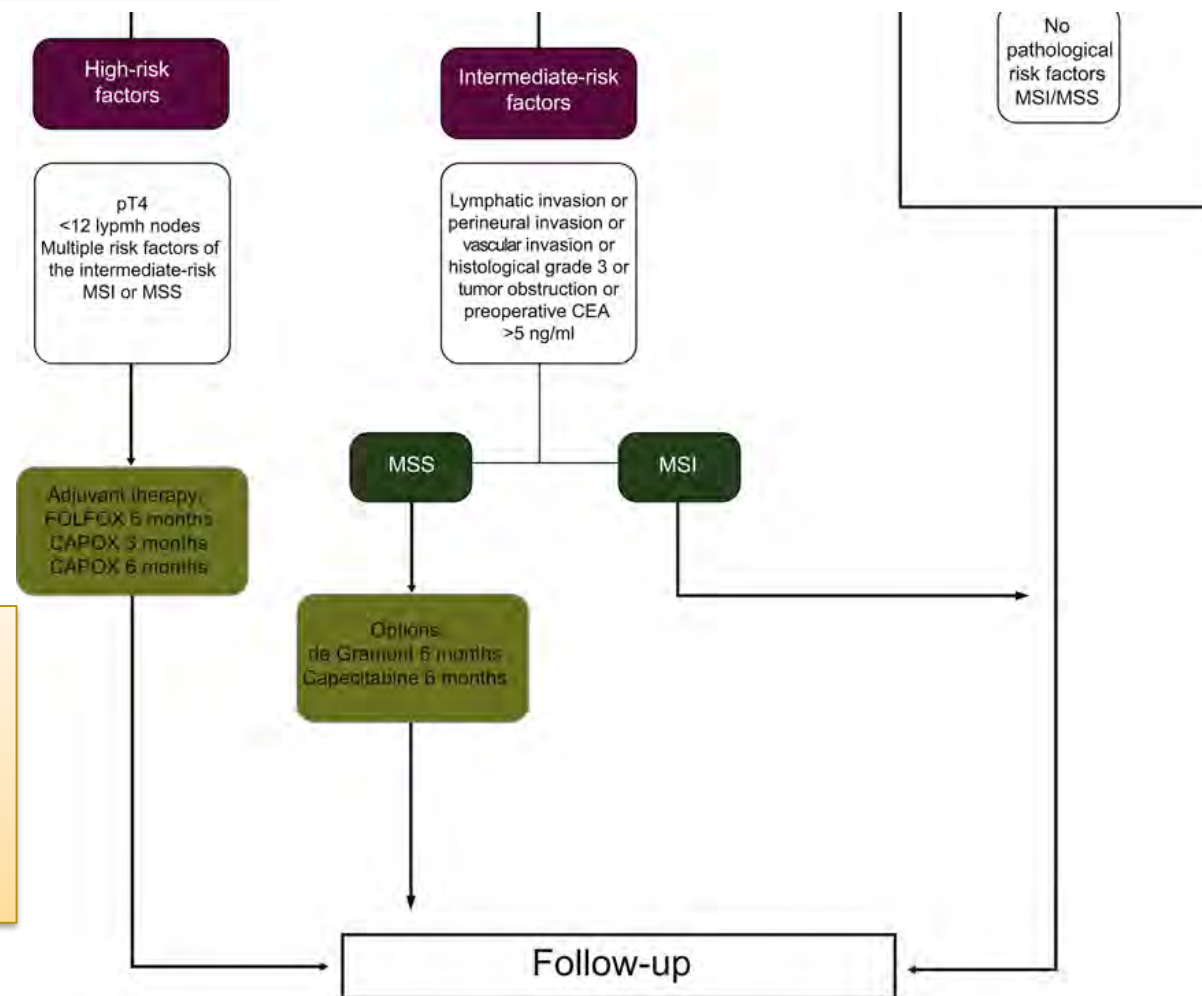 High-risk
factors
pT4
<12 lypmh nodes
Multiple risk factors of
the intermediate-risk
MSI or MSS
Adjuvant therapy:
FOLFOX 6 months
CAPOX 3 months
CAPOX 6 months
Intermediate-risk
factors
Lymphatic invasion or
perineural invasion or
vascular invasion or
histological grade 3 or
tumor obstruction or
preoperative CEA
>5 ng/ml
MSS
MSI
Options:
de Gramont 6 months
Capecitabine 6 months
No
pathological
risk factors
MSI/MSS
Follow-up